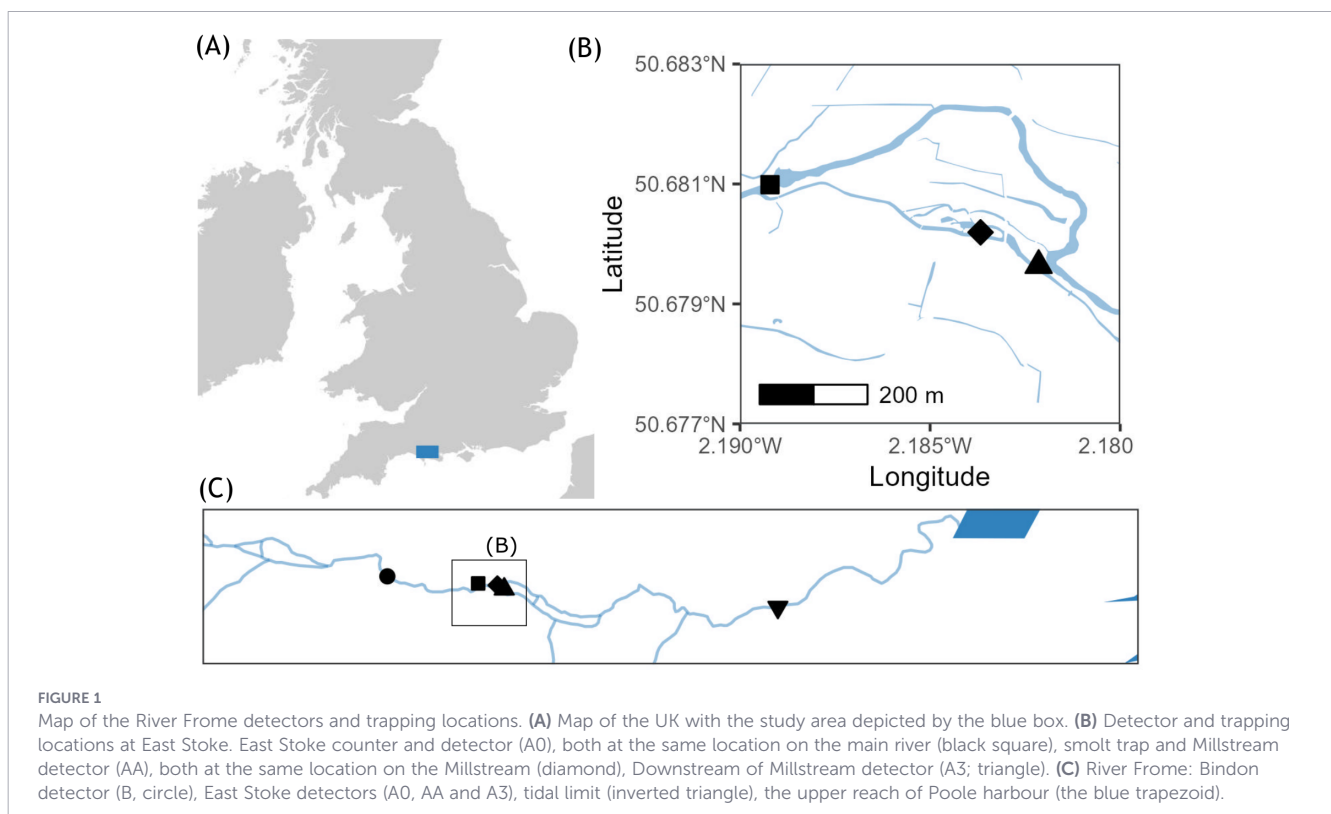 (A)
(B)
50.683°N
50.681°N
50.679°N
50.677°N
Latitude
200 m
2.190°W
2.185°W
2.180
Longitude
(C)
(B)
FIGURE 1
Map of the River Frome detectors and trapping locations. (A) Map of the UK with the study area depicted by the blue box. (B) Detector and trapping
locations at East Stoke. East Stoke counter and detector (A0), both at the same location on the main river (black square), smolt trap and Millstream
detector (AA), both at the same location on the Millstream (diamond), Downstream of Millstream detector (A3; triangle). (C) River Frome: Bindon
detector (B, circle), East Stoke detectors (A0, AA and A3), tidal limit (inverted triangle), the upper reach of Poole harbour (the blue trapezoid).